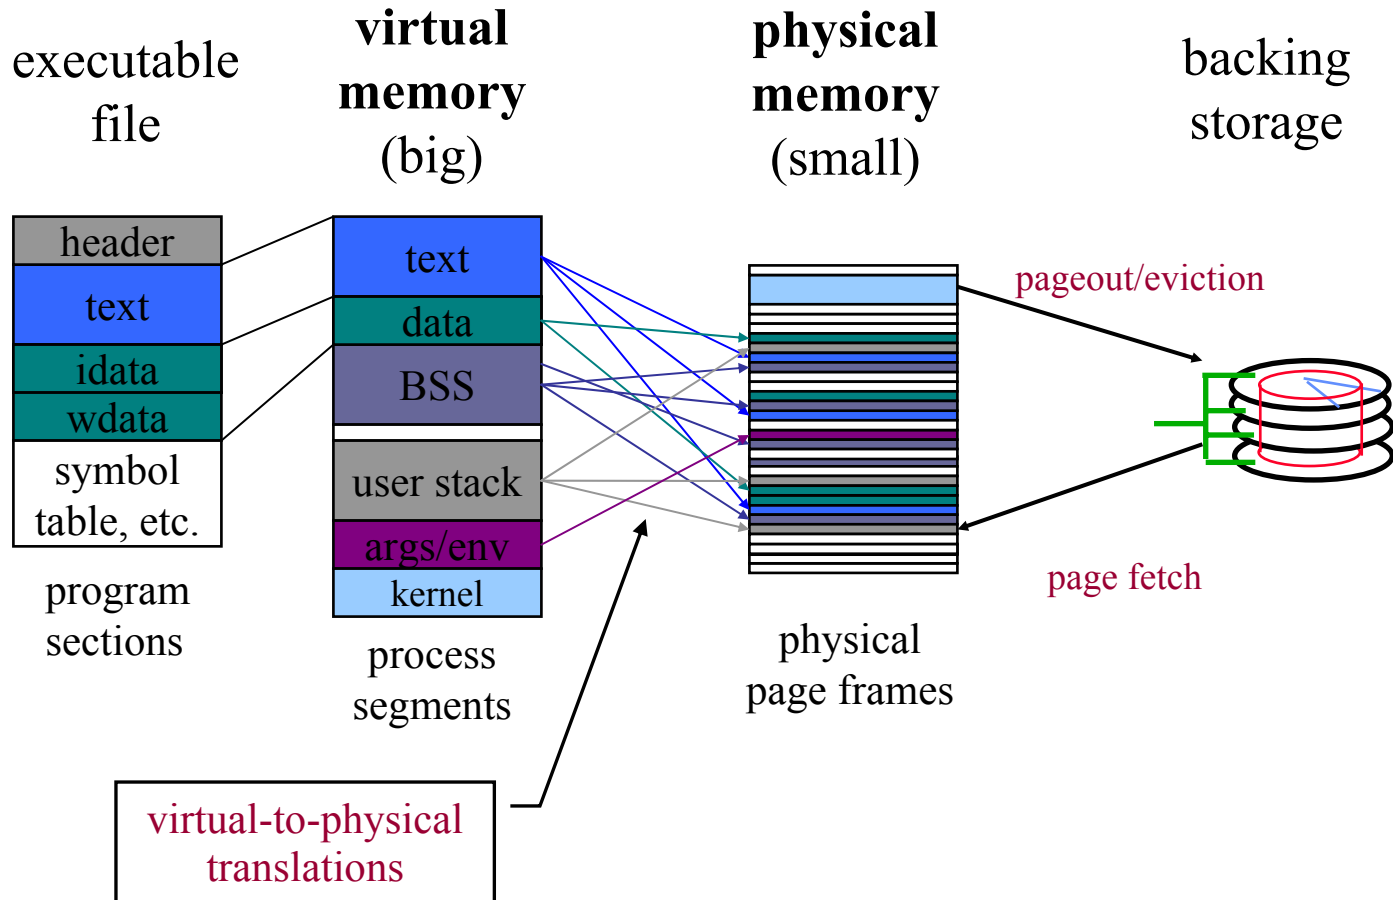 executable
file
virtual
memory
(big)
physical
memory
(small)
backing
storage
header
text
idata
wdata
symbol
table, etc.
program
sections
text
data
BSS
user stack
args/env
kernel
process
segments
physical
page frames
pageout/eviction
page fetch
virtual-to-physical
translations